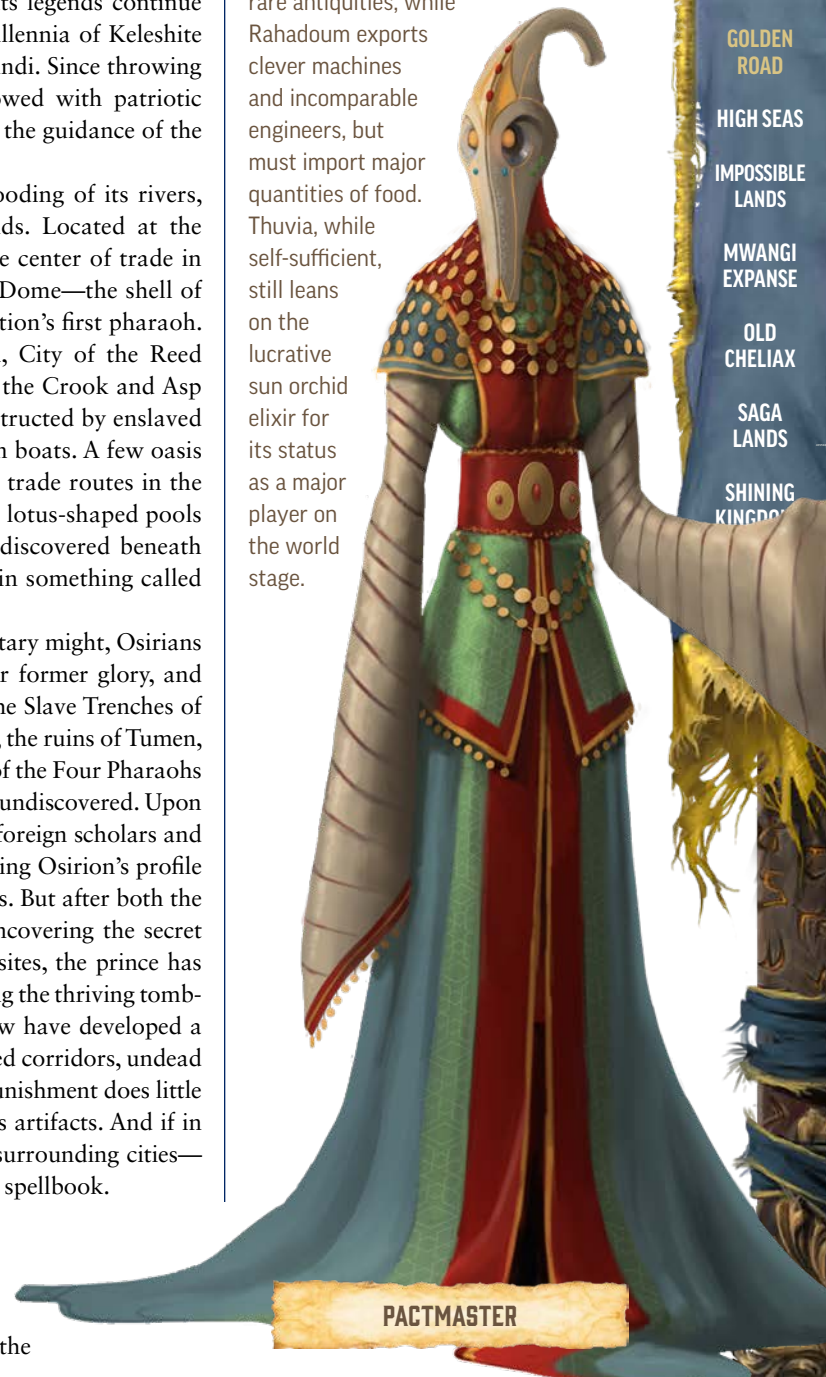 ts legends continue
illennia of Keleshite
ndi. Since throwing
owed with patriotic
the guidance of the
ooding of its rivers,
ds. Located at the
e center of trade in
Dome—the shell of
tion’s first pharaoh.
, City of the Reed
the Crook and Asp
structed by enslaved
n boats. A few oasis
trade routes in the
lotus-shaped pools
discovered beneath
in something called
tary might, Osirians
r former glory, and
he Slave Trenches of
, the ruins of Tumen,
of the Four Pharaohs
undiscovered. Upon
foreign scholars and
ing Osirion’s profile
s. But after both the
ncovering the secret
sites, the prince has
ng the thriving tomb-
w have developed a
ed corridors, undead
unishment does little
s artifacts. And if in
surrounding cities—
spellbook.
the
rare antiquities, while
Rahadoum exports
clever machines
and incomparable
engineers, but
must import major
quantities of food.
Thuvia, while
self-sufficient,
still leans
on the
lucrative
sun orchid
elixir for
its status
as a major
player on
the world
stage.
PACTMASTER
GOLDEN
ROAD
HIGH SEAS
IMPOSSIBLE
LANDS
MWANGI
EXPANSE
OLD
CHELIAX
SAGA
LANDS
SHINING
KINGDO